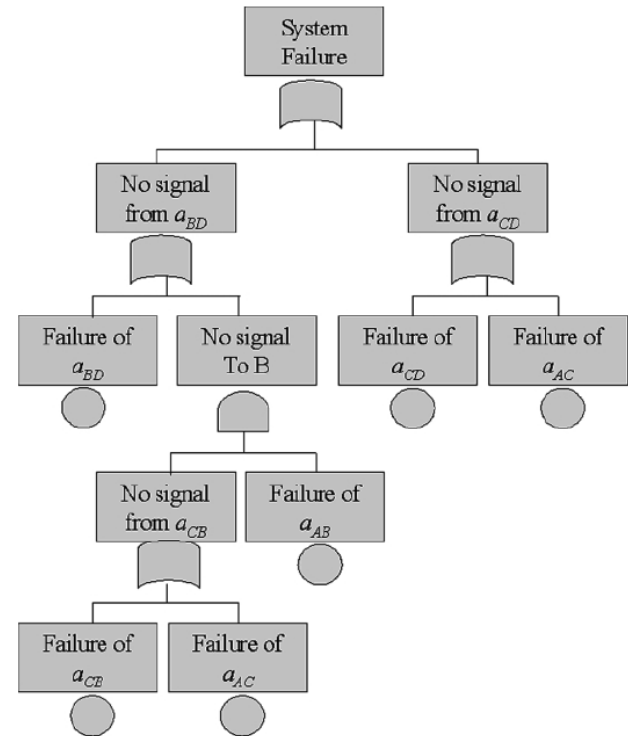 System
Failure
No signal
from a_BD
No signal
from a_CD
Failure of
a_BD
No signal
To B
Failure of
a_CD
Failure of
a_AC
No signal
from a_CB
Failure of
a_AB
Failure of
a_CB
Failure of
a_AC